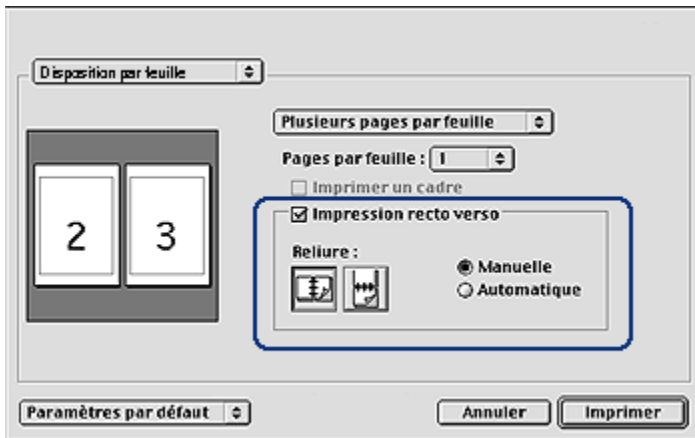 Disposition par feuille
Plusieurs pages par feuille
Pages par feuille : 1
Imprimer un cadre
Impression recto verso
2 3
Reliure :
Manuelle
Automatique
Paramètres par défaut
Annuler Imprimer